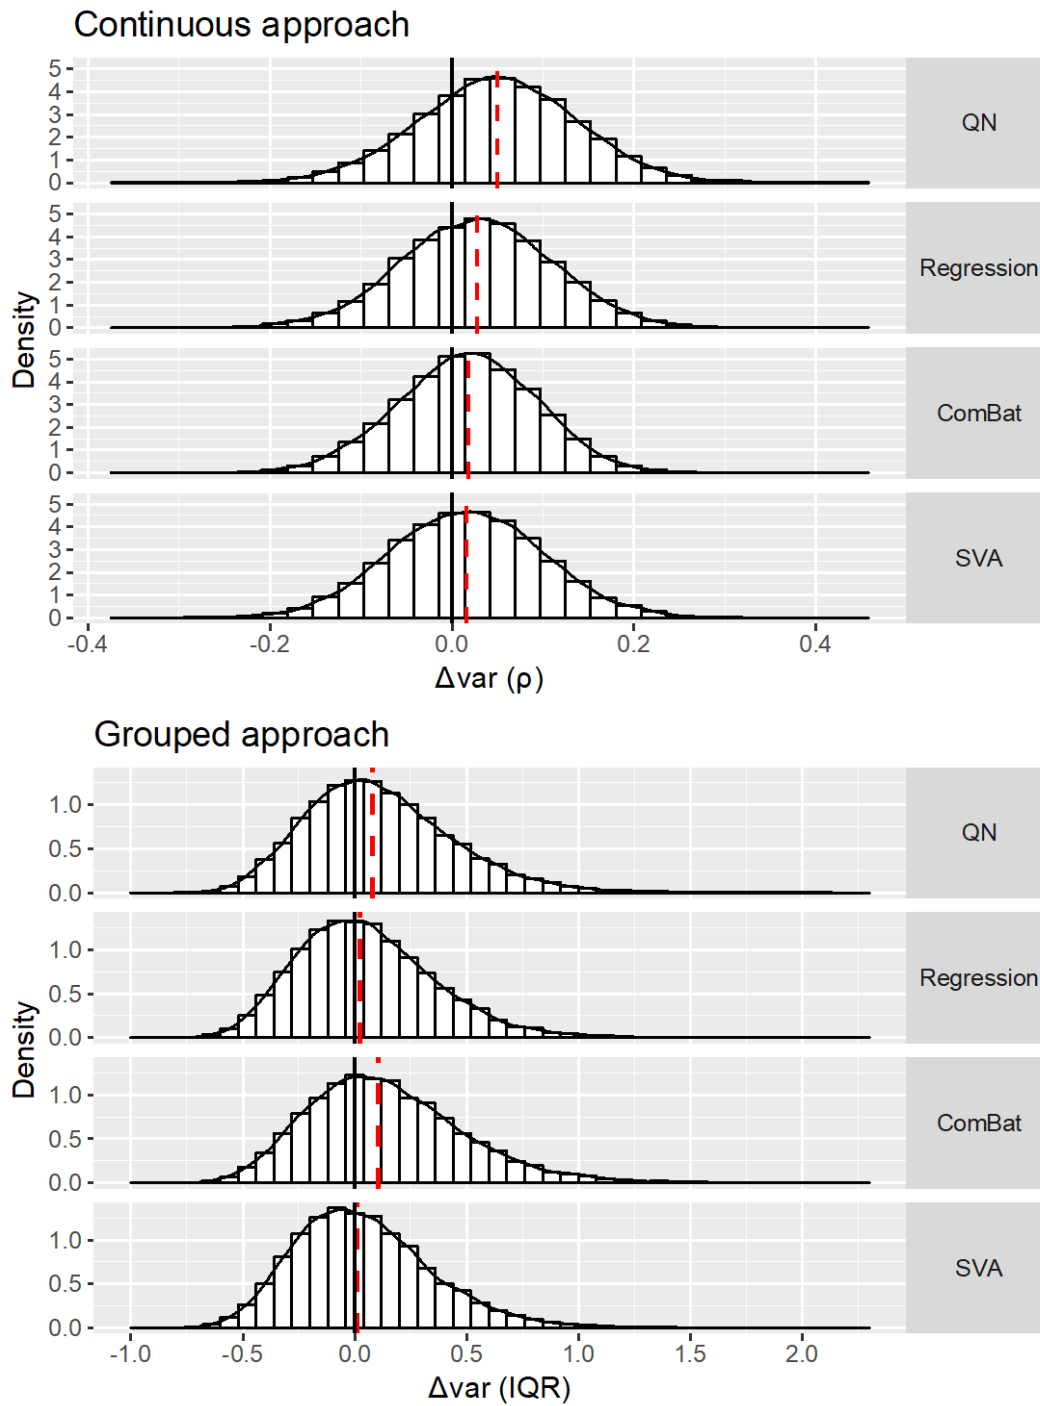 Continuous approach
5
4
3
2
1
0
QN
5
4
3
2
1
0
Regression
Density
5
4
3
2
1
0
ComBat
5
4
3
2
1
0
SVA
-0.4 -0.2 0.0 0.2 0.4
Δvar (ρ)
Grouped approach
1.0
0.5
0.0
QN
1.0
0.5
0.0
Regression
Density
1.0
0.5
0.0
ComBat
1.0
0.5
0.0
SVA
-1.0 -0.5 0.0 0.5 1.0 1.5 2.0
Δvar (IQR)